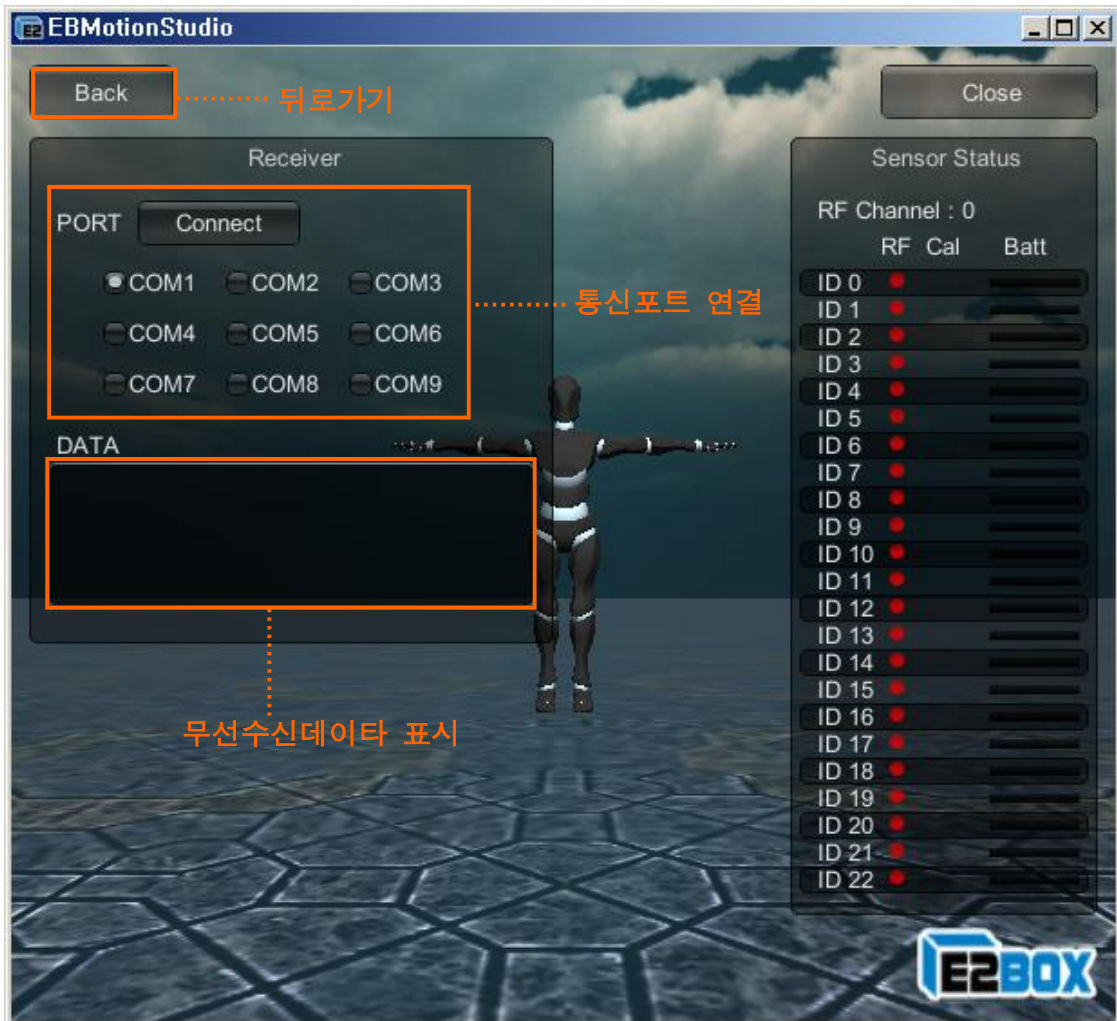 EBMotionStudio
Back
뒤로가기
Close
Receiver
PORT
Connect
COM1 COM2 COM3
COM4 COM5 COM6
COM7 COM8 COM9
통신포트 연결
DATA
무선수신데이타 표시
Sensor Status
RF Channel : 0
RF Cal Batt
ID 0
ID 1
ID 2
ID 3
ID 4
ID 5
ID 6
ID 7
ID 8
ID 9
ID 10
ID 11
ID 12
ID 13
ID 14
ID 15
ID 16
ID 17
ID 18
ID 19
ID 20
ID 21
ID 22
E2BOX